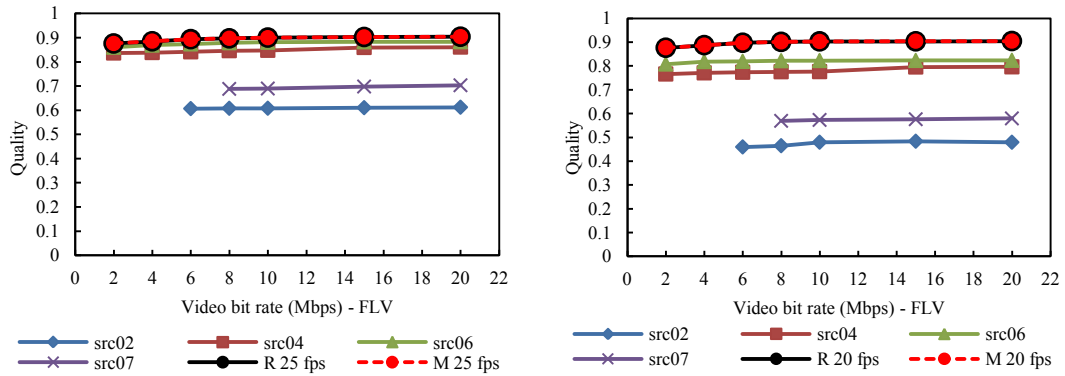 1
0.9
0.8
0.7
0.6
0.5
0.4
0.3
0.2
0.1
0
Quality
0 2 4 6 8 10 12 14 16 18 20 22
Video bit rate (Mbps) - FLV
src02 src04 src06
src07 R 25 fps M 25 fps
1
0.9
0.8
0.7
0.6
0.5
0.4
0.3
0.2
0.1
0
Quality
0 2 4 6 8 10 12 14 16 18 20 22
Video bit rate (Mbps) - FLV
src02 src04 src06
src07 R 20 fps M 20 fps